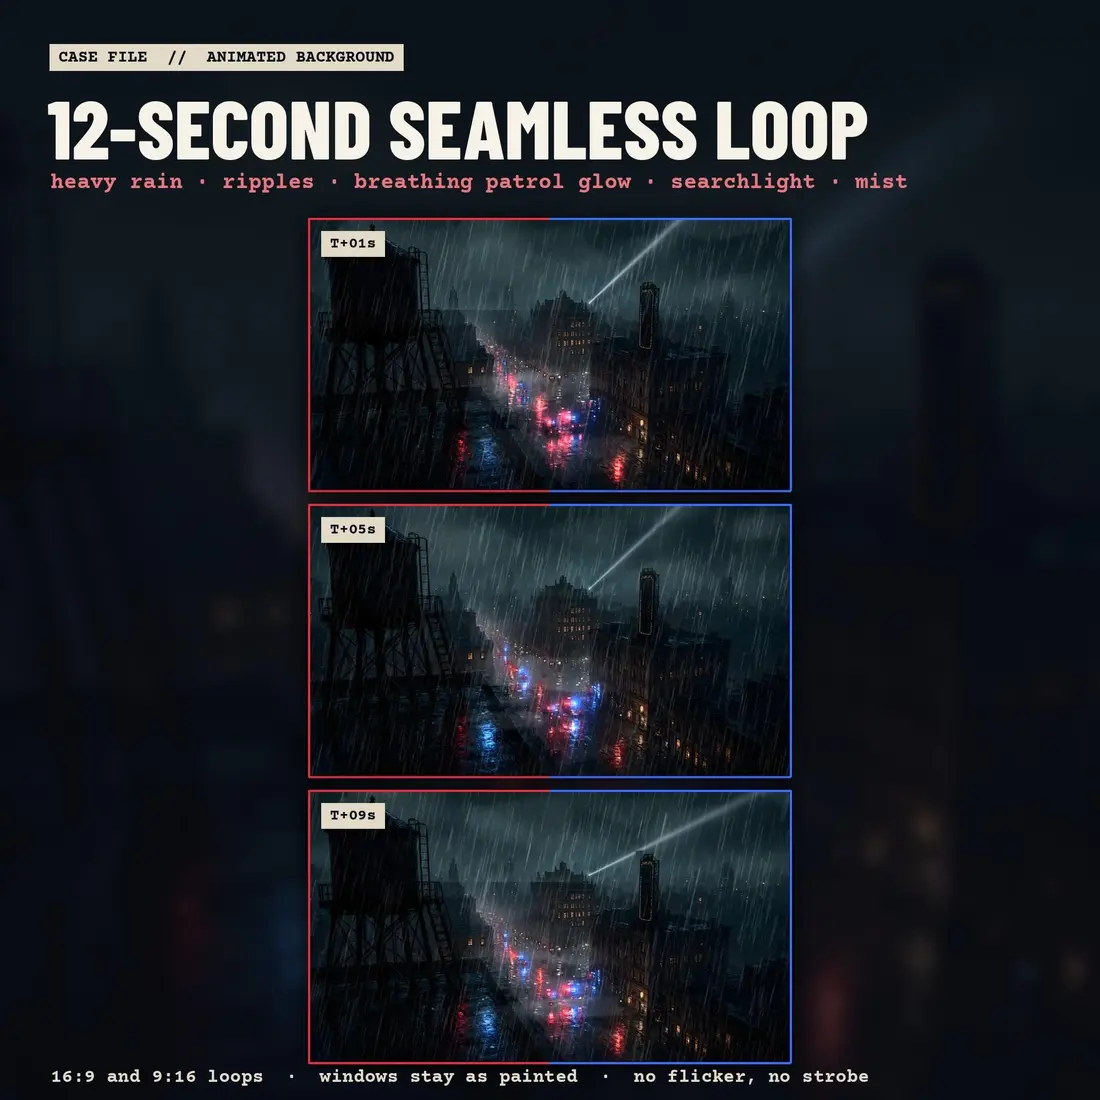 CASE FILE // ANIMATED BACKGROUND
12-SECOND SEAMLESS LOOP
heavy rain · ripples · breathing patrol glow · searchlight · mist
T+01s
T+05s
T+09s
16:9 and 9:16 loops · windows stay as painted · no flicker, no strobe